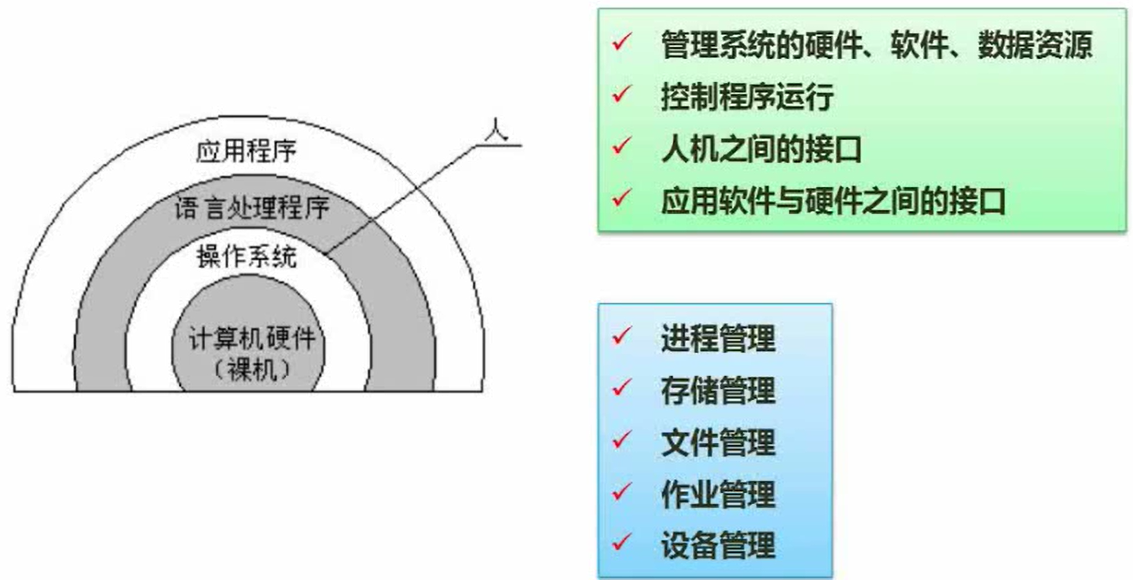 应用程序
语言处理程序
操作系统
计算机硬件
（裸机）
人
✓ 管理系统的硬件、软件、数据资源
✓ 控制程序运行
✓ 人机之间的接口
✓ 应用软件与硬件之间的接口
✓ 进程管理
✓ 存储管理
✓ 文件管理
✓ 作业管理
✓ 设备管理